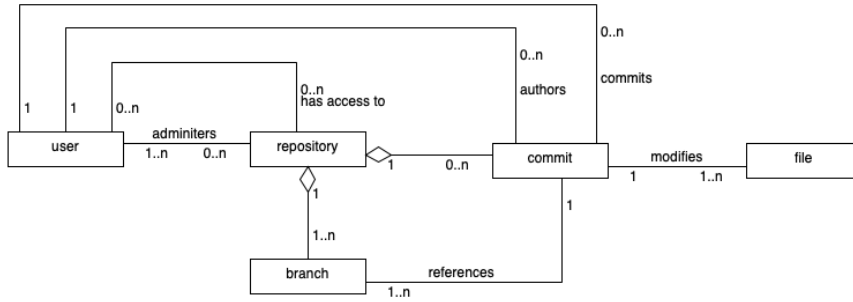 0..n
0..n
0..n
commits
authors
has access to
1
1
0..n
user
adminiters
1..n
0..n
repository
1
0..n
commit
modifies
1
1..n
file
1
1..n
1
branch
references
1..n